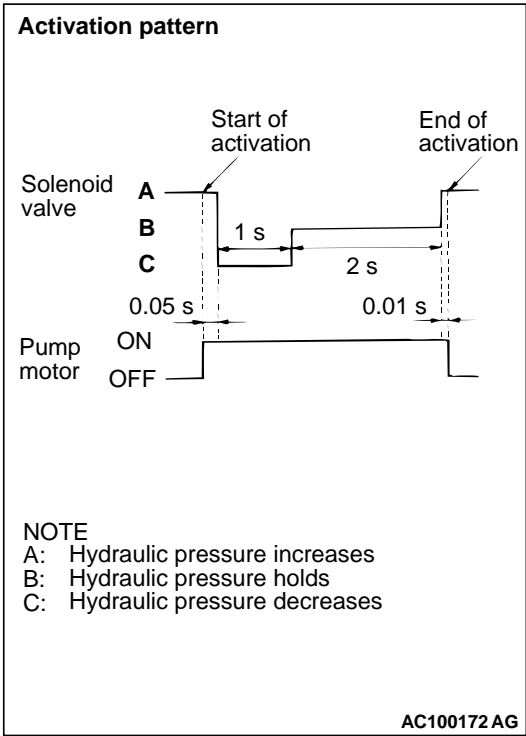 Activation pattern
Start of
activation
End of
activation
Solenoid
valve
A
B
C
1 s
2 s
0.05 s
0.01 s
Pump
motor
ON
OFF
NOTE
A: Hydraulic pressure increases
B: Hydraulic pressure holds
C: Hydraulic pressure decreases
AC100172 AG